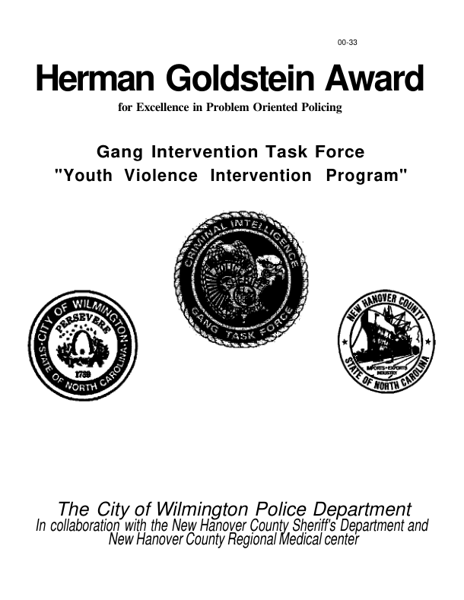 00-33
Herman Goldstein Award
for Excellence in Problem Oriented Policing
Gang Intervention Task Force
"Youth Violence Intervention Program"
CRIMINAL INTELLIGENCE
GANG TASK FORCE
CITY OF WILMINGTON
PERSEVERE
1739
STATE OF NORTH CAROLINA
NEW HANOVER COUNTY
IMPORTS - EXPORTS
INDUSTRY
STATE OF NORTH CAROLINA
The City of Wilmington Police Department
In collaboration with the New Hanover County Sheriff's Department and
New Hanover County Regional Medical center